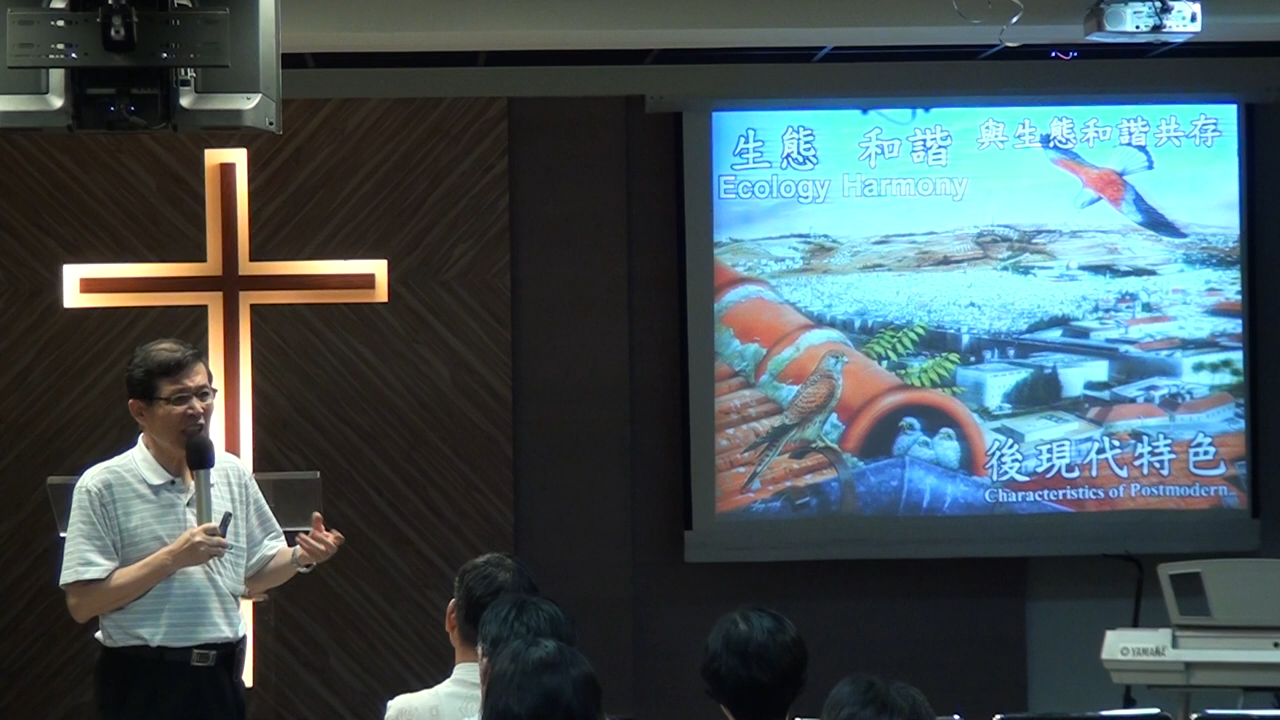 生態 和諧 與生態和諧共存
Ecology Harmony
後現代特色
Characteristics of Postmodern
YAMAHA